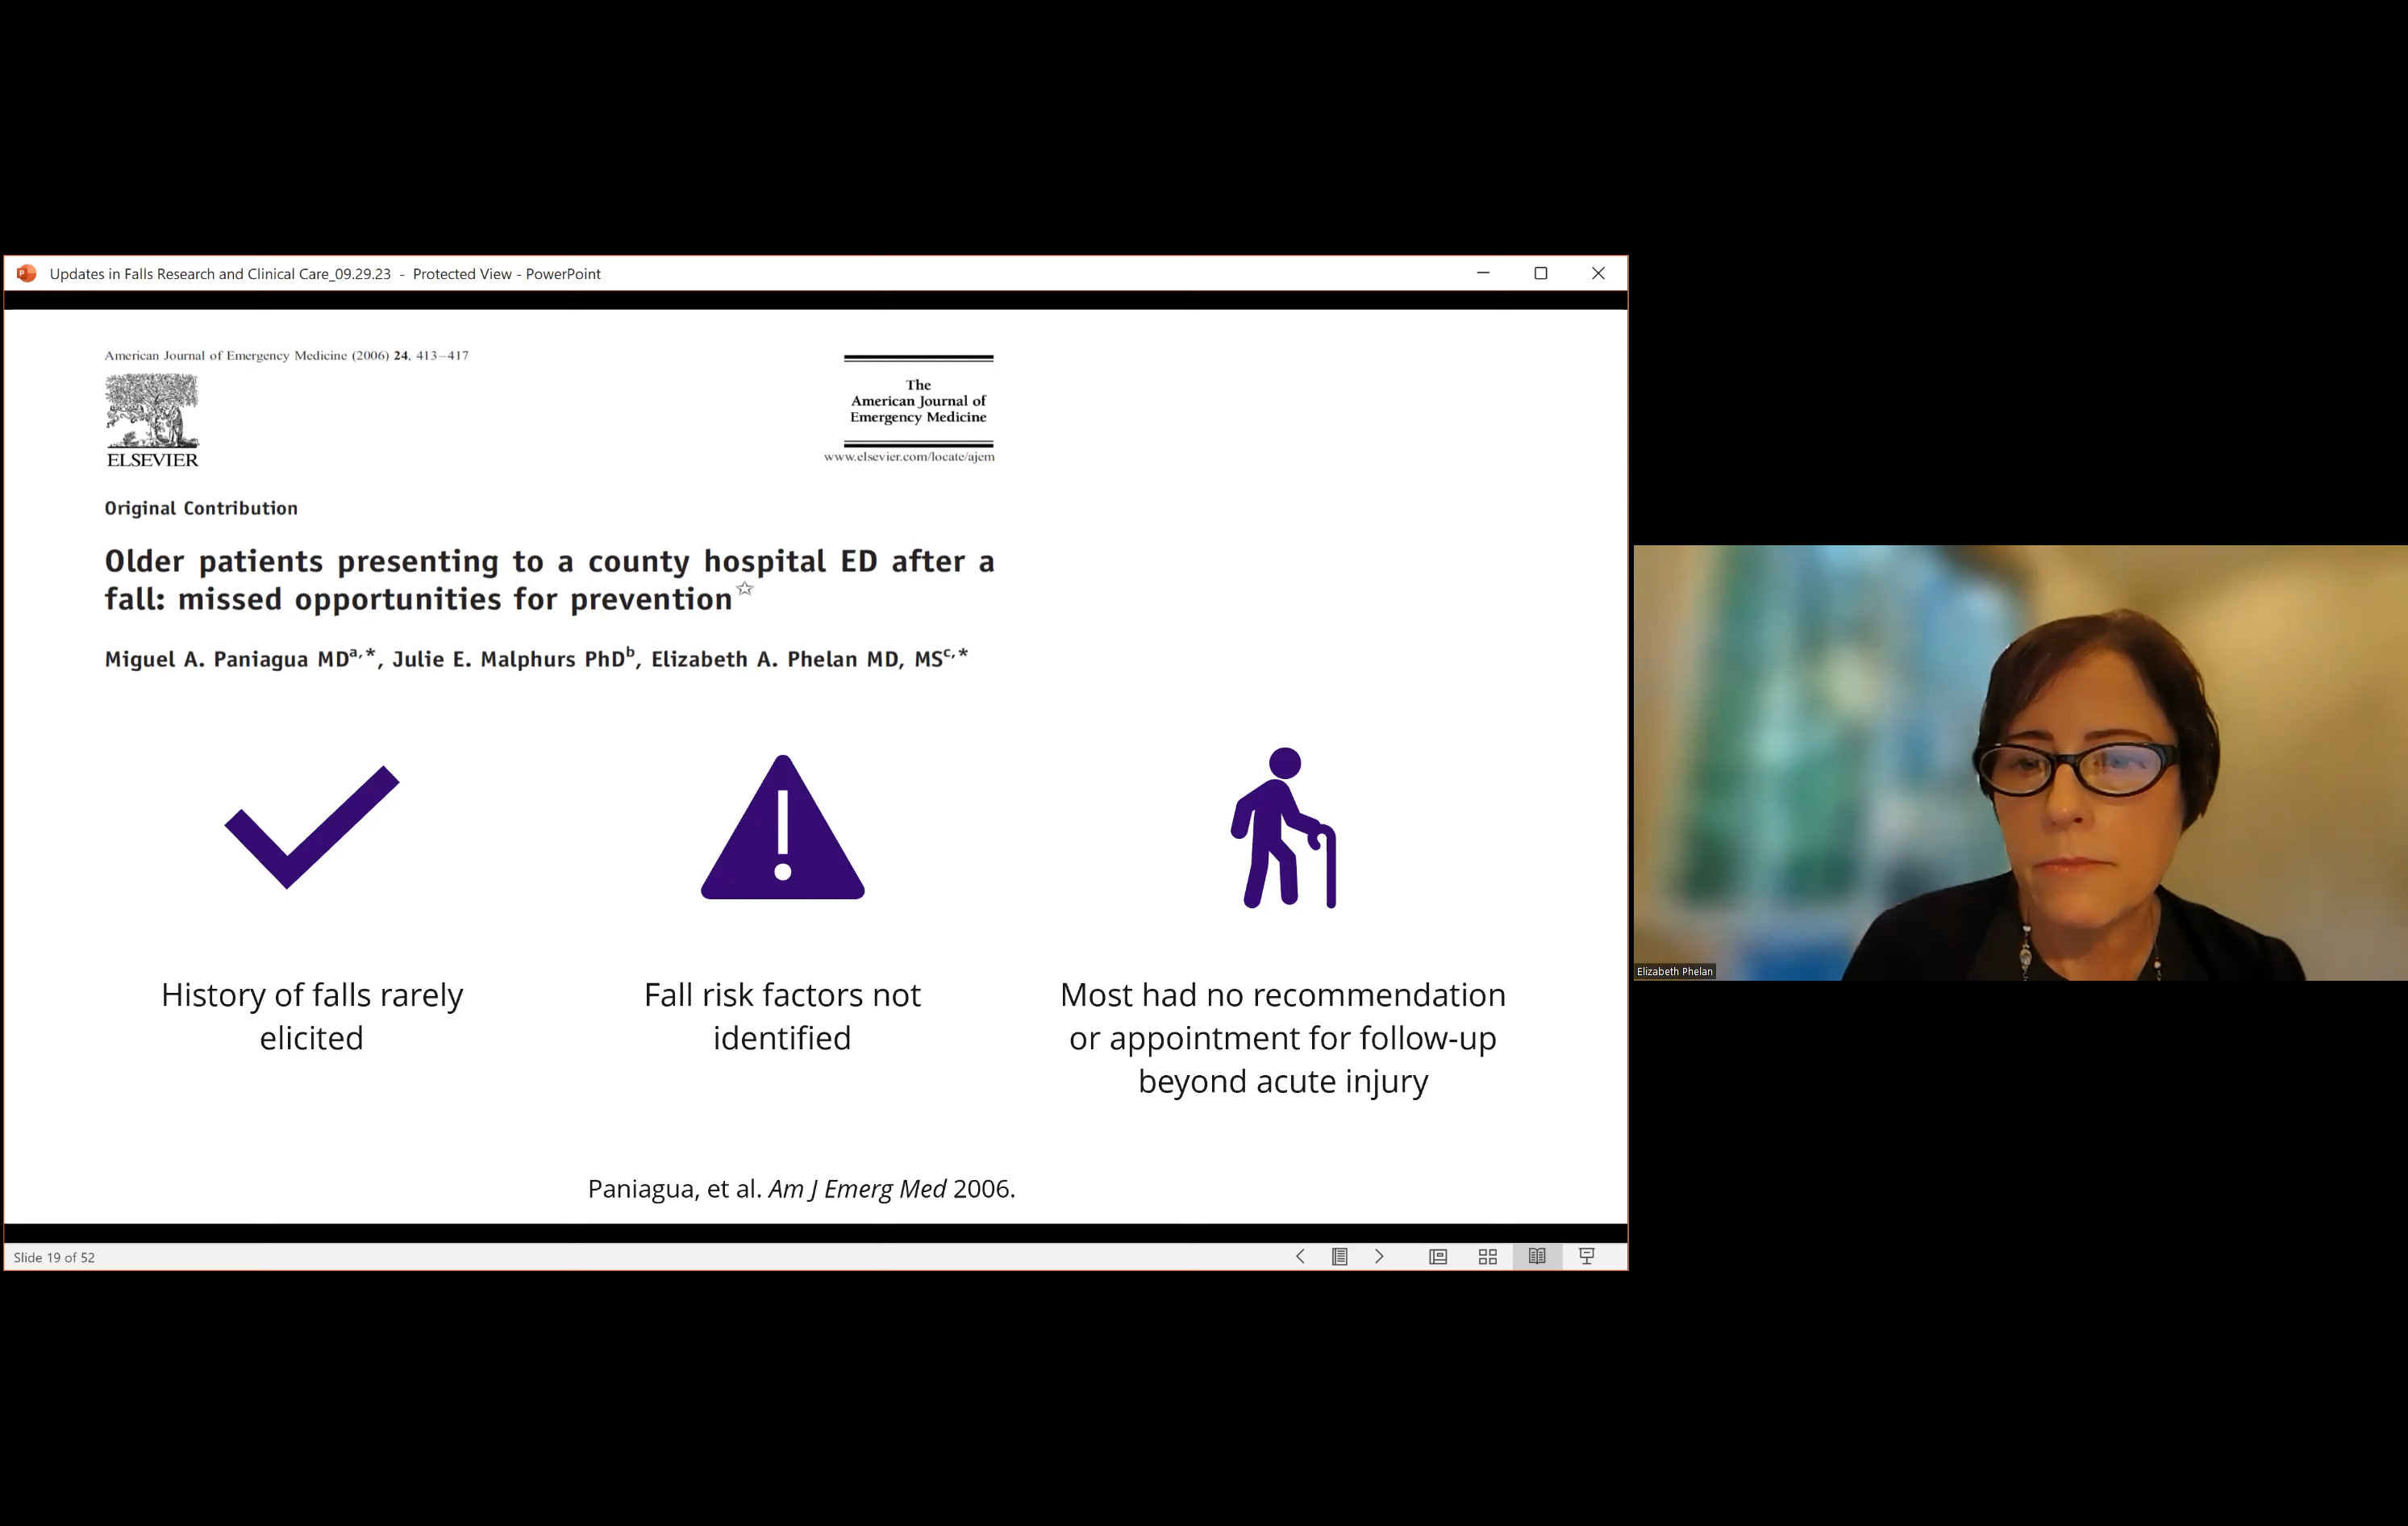 Updates in Falls Research and Clinical Care_09.29.23 - Protected View - PowerPoint
American Journal of Emergency Medicine (2006) 24, 413–417
ELSEVIER
The
American Journal of
Emergency Medicine
www.elsevier.com/locate/ajem
Original Contribution
Older patients presenting to a county hospital ED after a
fall: missed opportunities for prevention☆
Miguel A. Paniagua MDa,*, Julie E. Malphurs PhDb, Elizabeth A. Phelan MD, MSc,*
History of falls rarely
elicited
Fall risk factors not
identified
Most had no recommendation
or appointment for follow-up
beyond acute injury
Paniagua, et al. Am J Emerg Med 2006.
Slide 19 of 52
Elizabeth Phelan